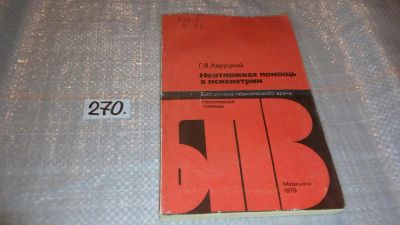 Г.Я.Авруцкий
Неотложная помощь
в психиатрии
Библиотека практического врача
Неотложная
помощь
БПВ
Медицина
1979
270.